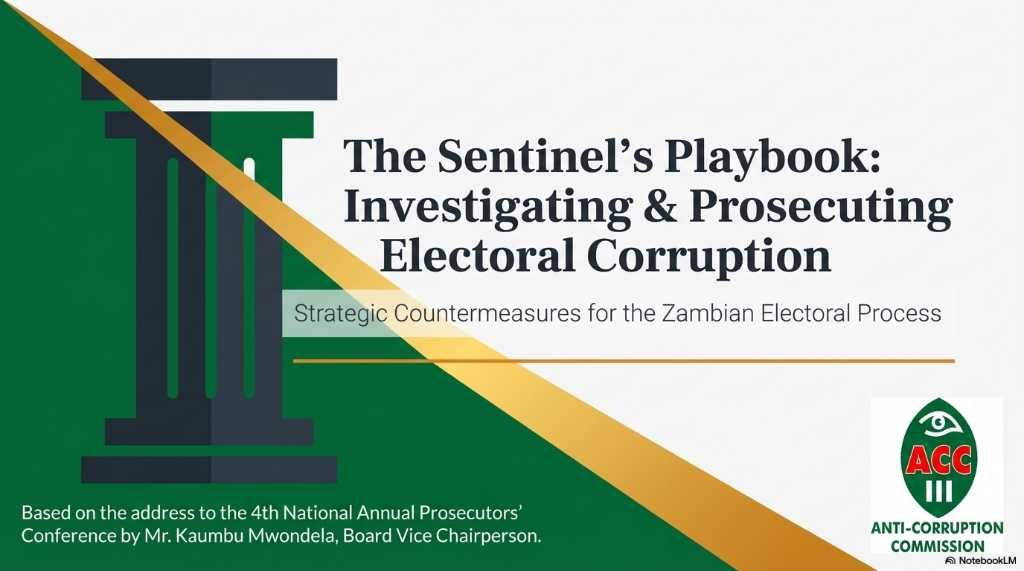 The Sentinel’s Playbook:
Investigating & Prosecuting
Electoral Corruption
Strategic Countermeasures for the Zambian Electoral Process
Based on the address to the 4th National Annual Prosecutors’
Conference by Mr. Kaumbu Mwondela, Board Vice Chairperson.
ACC
ANTI-CORRUPTION
COMMISSION
NotebookLM